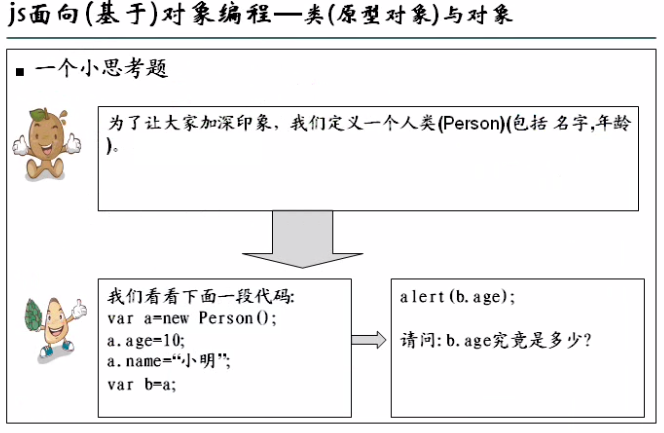 js面向(基于)对象编程—类(原型对象)与对象
■ 一个小思考题
为了让大家加深印象，我们定义一个人类(Person)(包括 名字,年龄
)。
我们看看下面一段代码:
var a=new Person();
a.age=10;
a.name=“小明”;
var b=a;
alert(b.age);
请问:b.age究竟是多少?